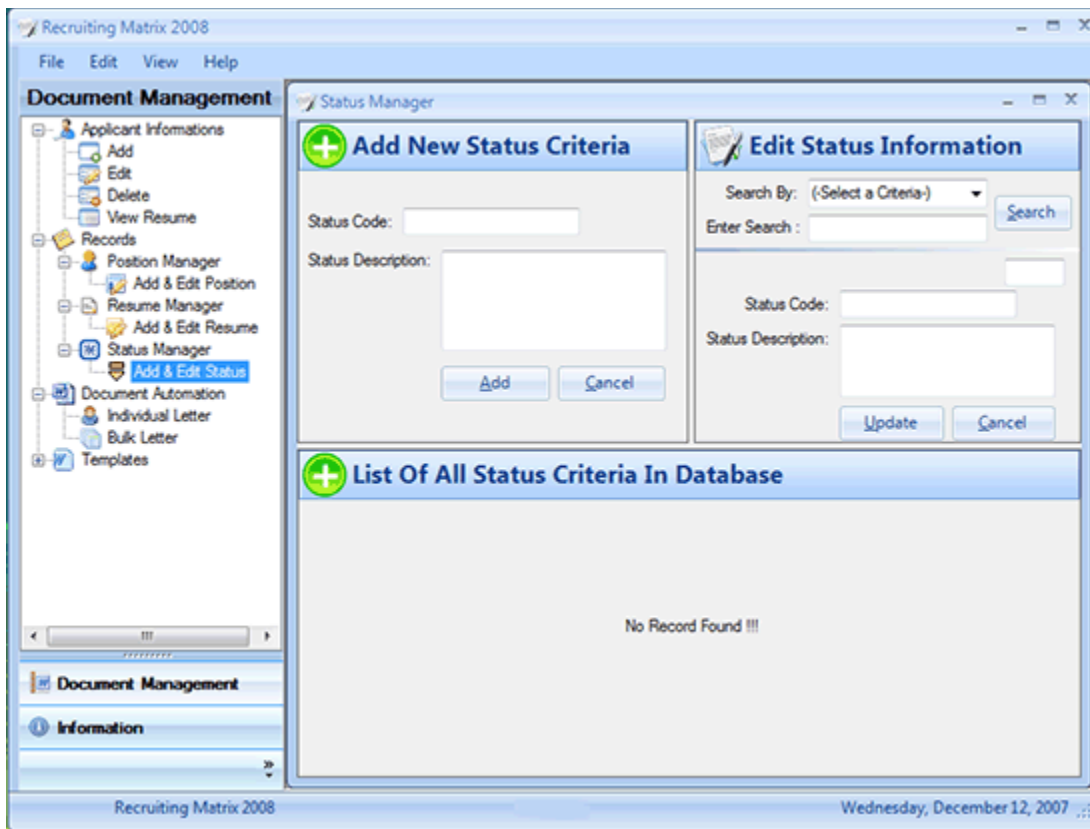 Recruiting Matrix 2008
File Edit View Help
Document Management
Applicant Informations
Add
Edit
Delete
View Resume
Records
Position Manager
Add & Edit Postion
Resume Manager
Add & Edit Resume
Status Manager
Add & Edit Status
Document Automation
Individual Letter
Bulk Letter
Templates
Document Management
Information
Status Manager
Add New Status Criteria
Status Code:
Status Description:
Add Cancel
Edit Status Information
Search By: (-Select a Criteria-)
Search
Enter Search :
Status Code:
Status Description:
Update Cancel
List Of All Status Criteria In Database
No Record Found !!!
Recruiting Matrix 2008
Wednesday, December 12, 2007